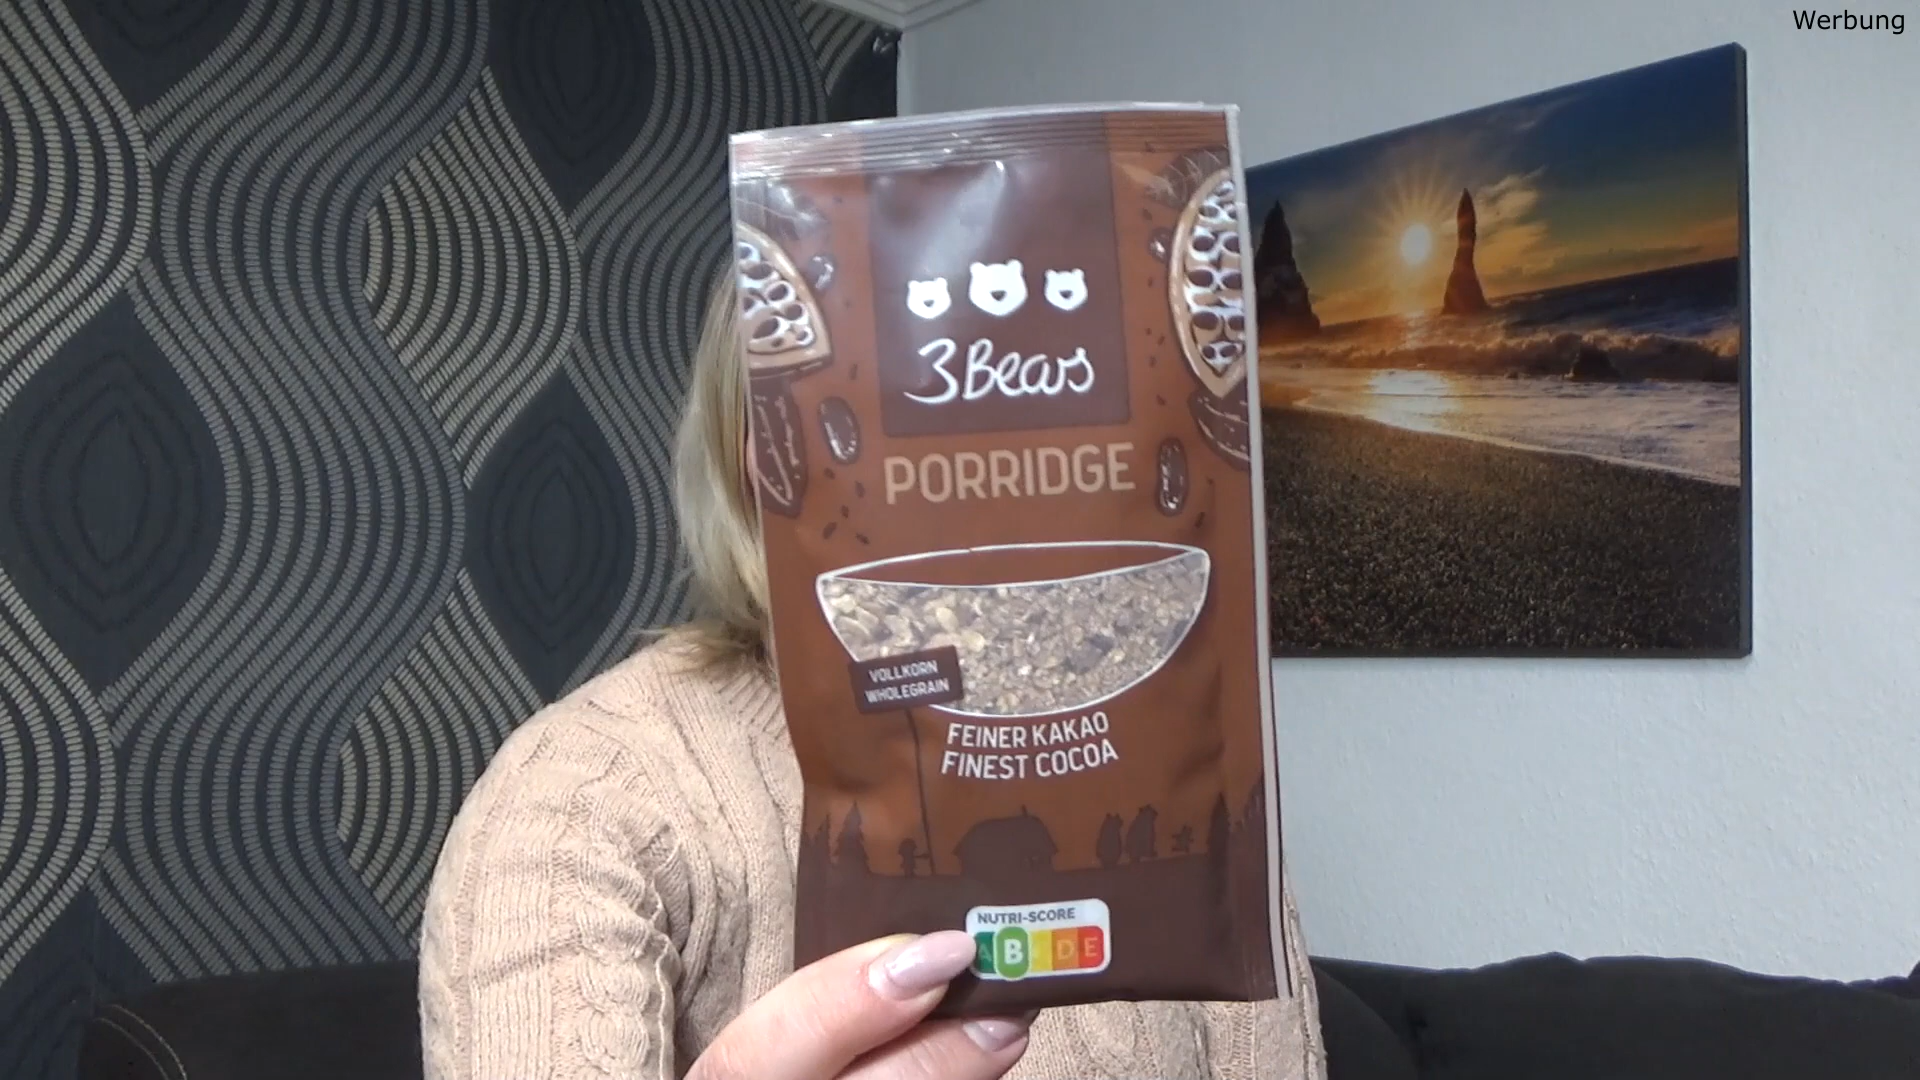 Werbung
3Bears
PORRIDGE
VOLLKORN
WHOLEGRAIN
FEINER KAKAO
FINEST COCOA
NUTRI-SCORE
A B D E